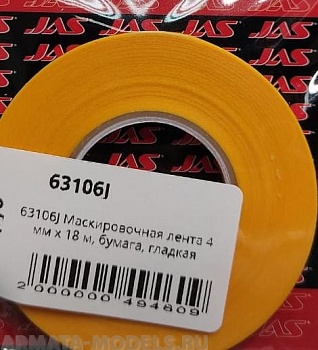 JAS JAS JAS
JAS JAS
JAS
63106J
63106J Маскировочная лента 4
мм х 18 м, бумага, гладкая
2 000000 494809
ARMATA-MODELS.RU